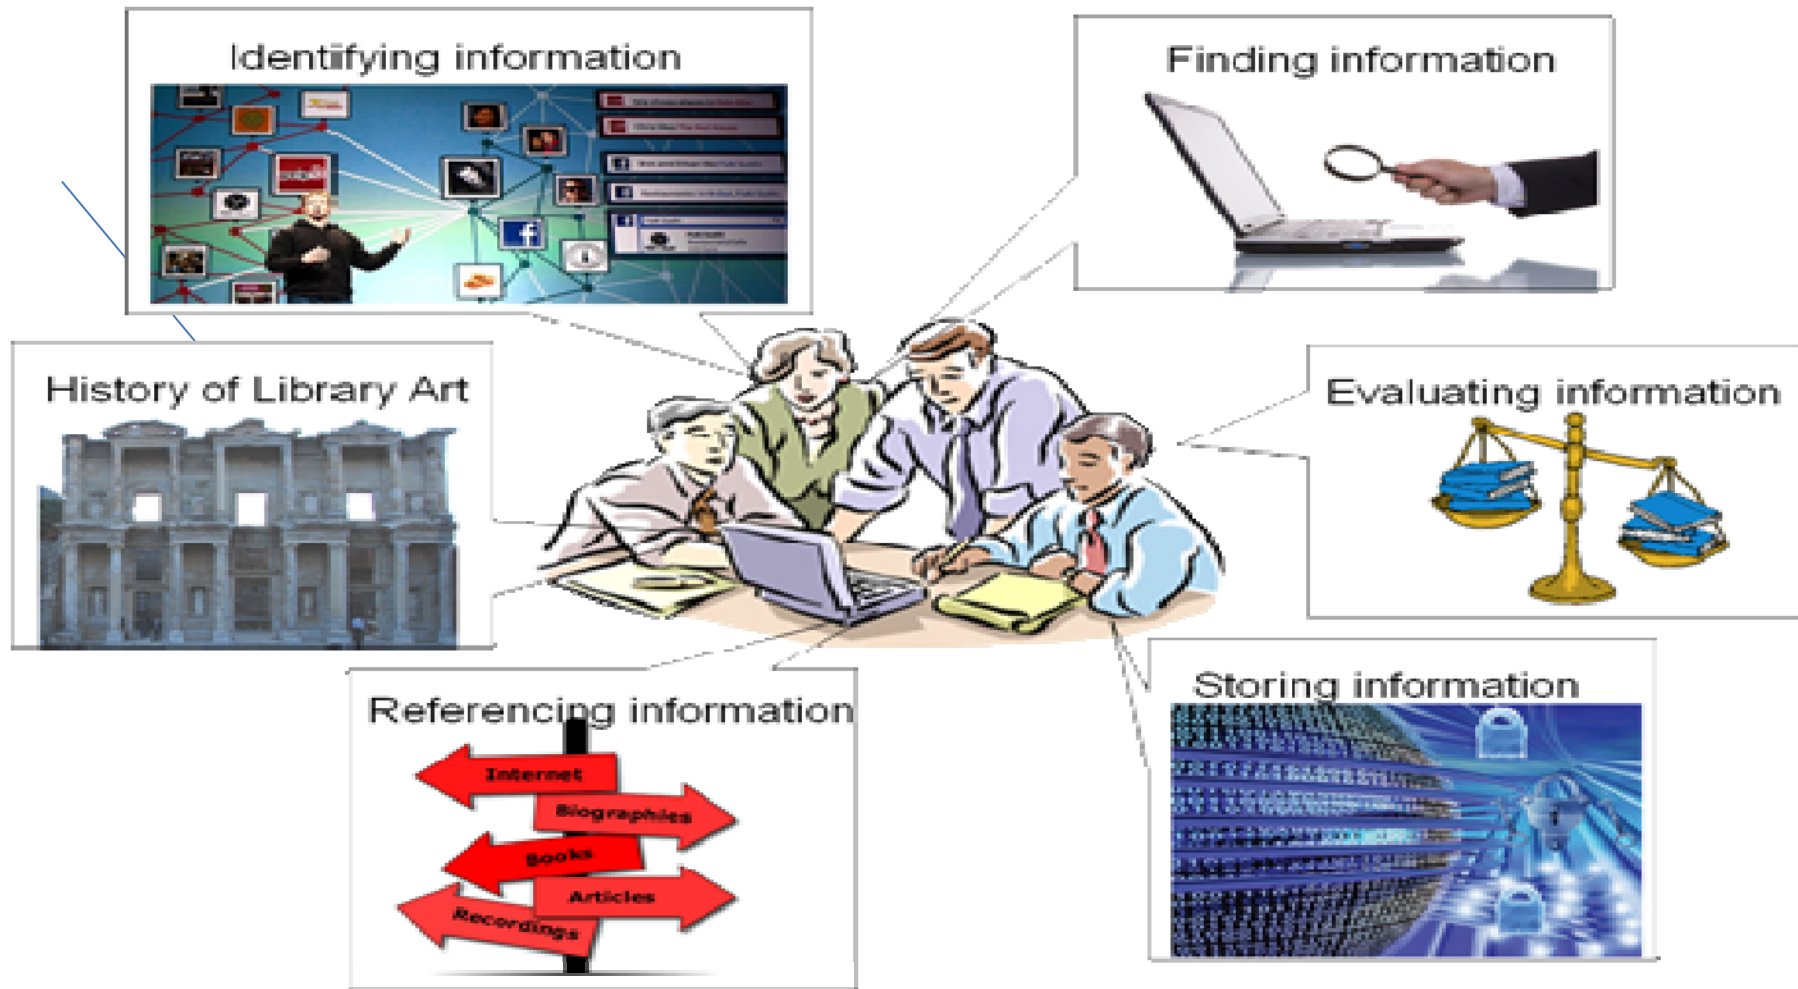 Identifying information
Finding information
History of Library Art
Evaluating information
Referencing information
Internet
Biographies
Books
Articles
Recordings
Storing information